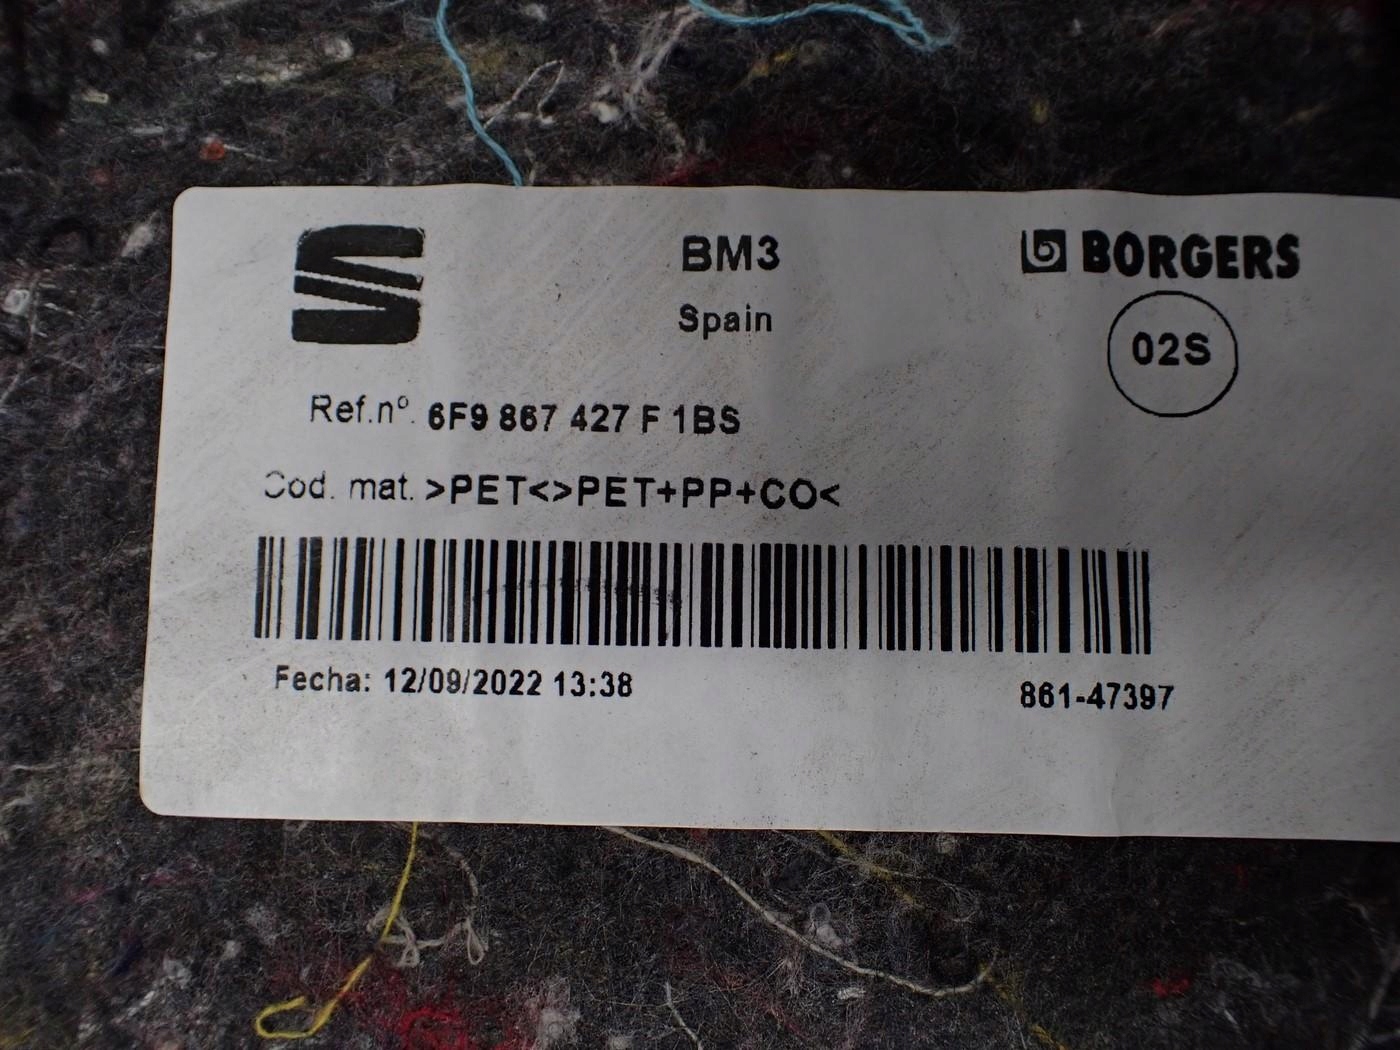 BM3
BORGERS
Spain
02S
Ref.nº. 6F9 867 427 F 1BS
Cod. mat. >PET<>PET+PP+CO<
Fecha: 12/09/2022 13:38
861-47397